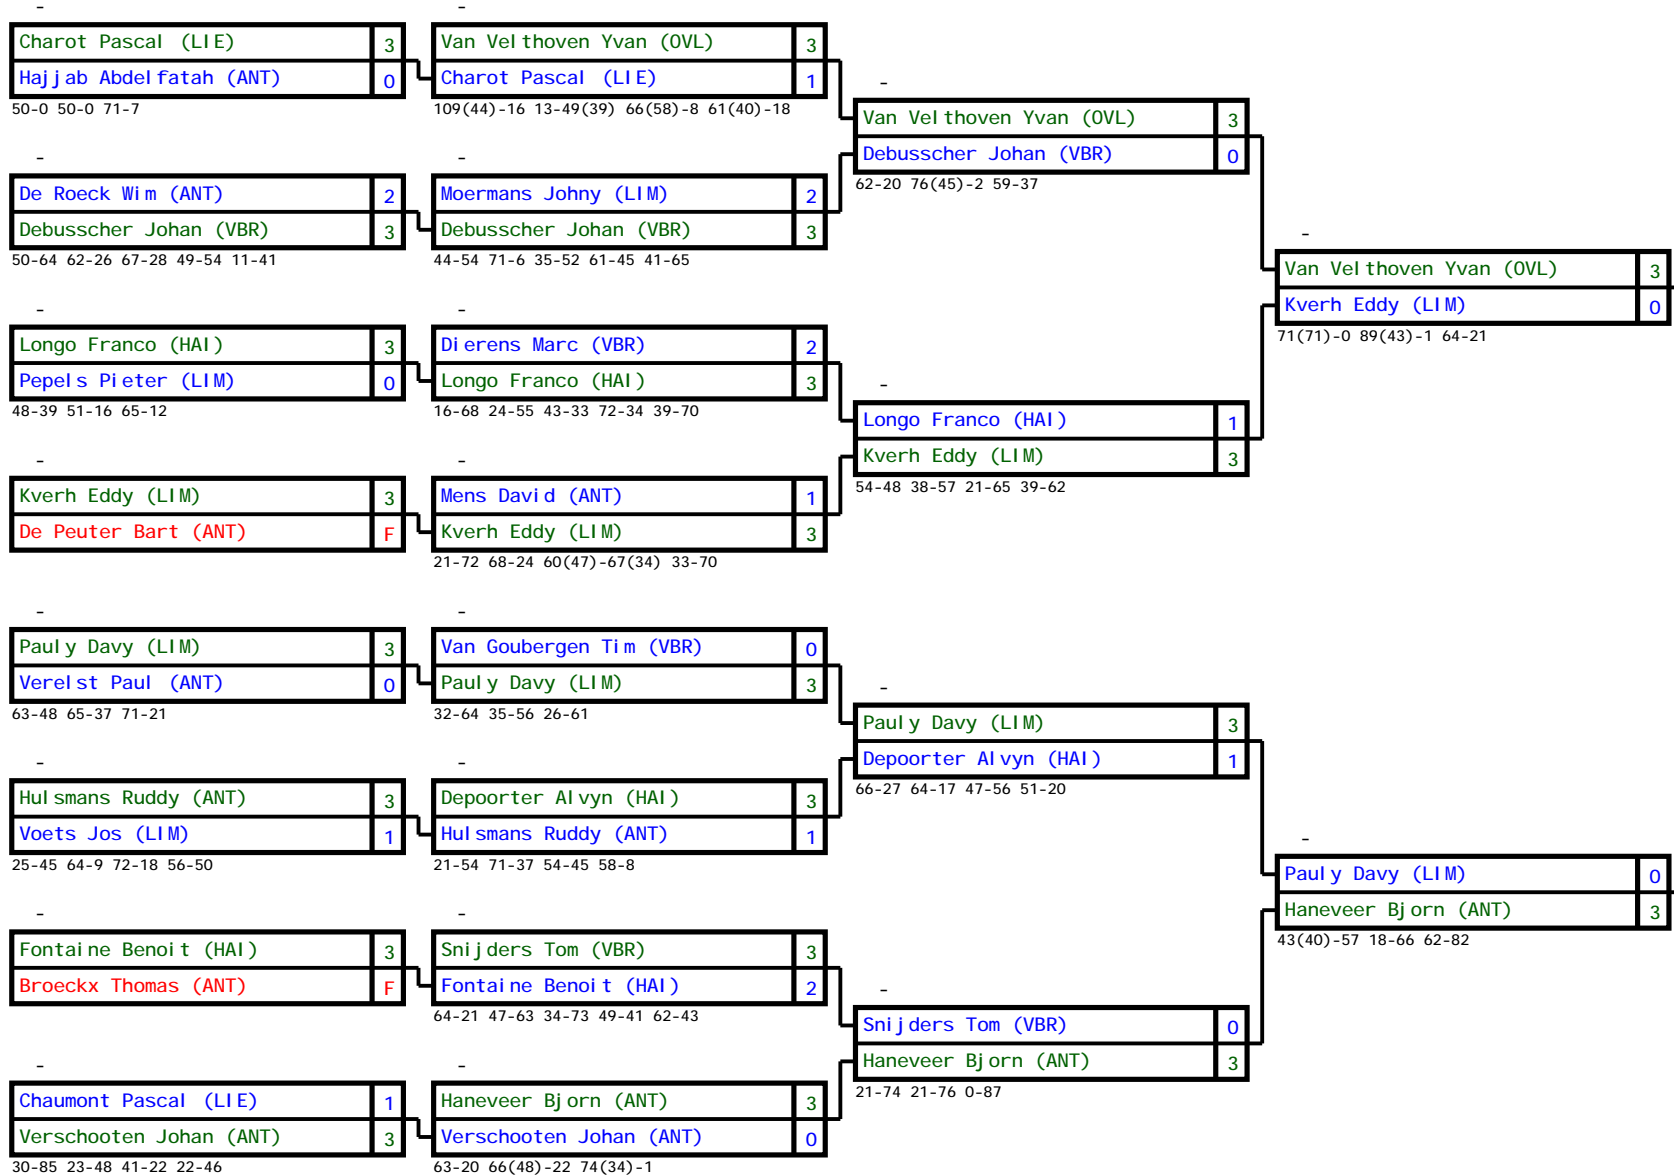 -
Charot Pascal (LIE) 3
Hajjab Abdelfatah (ANT) 0
50-0 50-0 71-7
-
De Roeck Wim (ANT) 2
Debusscher Johan (VBR) 3
50-64 62-26 67-28 49-54 11-41
-
Longo Franco (HAI) 3
Pepels Pieter (LIM) 0
48-39 51-16 65-12
-
Kverh Eddy (LIM) 3
De Peuter Bart (ANT) F
-
Pauly Davy (LIM) 3
Verelst Paul (ANT) 0
63-48 65-37 71-21
-
Hulsmans Ruddy (ANT) 3
Voets Jos (LIM) 1
25-45 64-9 72-18 56-50
-
Fontaine Benoit (HAI) 3
Broeckx Thomas (ANT) F
-
Chaumont Pascal (LIE) 1
Verschooten Johan (ANT) 3
30-85 23-48 41-22 22-46
-
Van Velthoven Yvan (OVL) 3
Charot Pascal (LIE) 1
109(44)-16 13-49(39) 66(58)-8 61(40)-18
-
Moermans Johny (LIM) 2
Debusscher Johan (VBR) 3
44-54 71-6 35-52 61-45 41-65
-
Dierens Marc (VBR) 2
Longo Franco (HAI) 3
16-68 24-55 43-33 72-34 39-70
-
Mens David (ANT) 1
Kverh Eddy (LIM) 3
21-72 68-24 60(47)-67(34) 33-70
-
Van Goubergen Tim (VBR) 0
Pauly Davy (LIM) 3
32-64 35-56 26-61
-
Depoorter Alvyn (HAI) 3
Hulsmans Ruddy (ANT) 1
21-54 71-37 54-45 58-8
-
Snijders Tom (VBR) 3
Fontaine Benoit (HAI) 2
64-21 47-63 34-73 49-41 62-43
-
Haneveer Bjorn (ANT) 3
Verschooten Johan (ANT) 0
63-20 66(48)-22 74(34)-1
-
Van Velthoven Yvan (OVL) 3
Debusscher Johan (VBR) 0
62-20 76(45)-2 59-37
-
Longo Franco (HAI) 1
Kverh Eddy (LIM) 3
54-48 38-57 21-65 39-62
-
Pauly Davy (LIM) 3
Depoorter Alvyn (HAI) 1
66-27 64-17 47-56 51-20
-
Snijders Tom (VBR) 0
Haneveer Bjorn (ANT) 3
21-74 21-76 0-87
-
Van Velthoven Yvan (OVL) 3
Kverh Eddy (LIM) 0
71(71)-0 89(43)-1 64-21
-
Pauly Davy (LIM) 0
Haneveer Bjorn (ANT) 3
43(40)-57 18-66 62-82